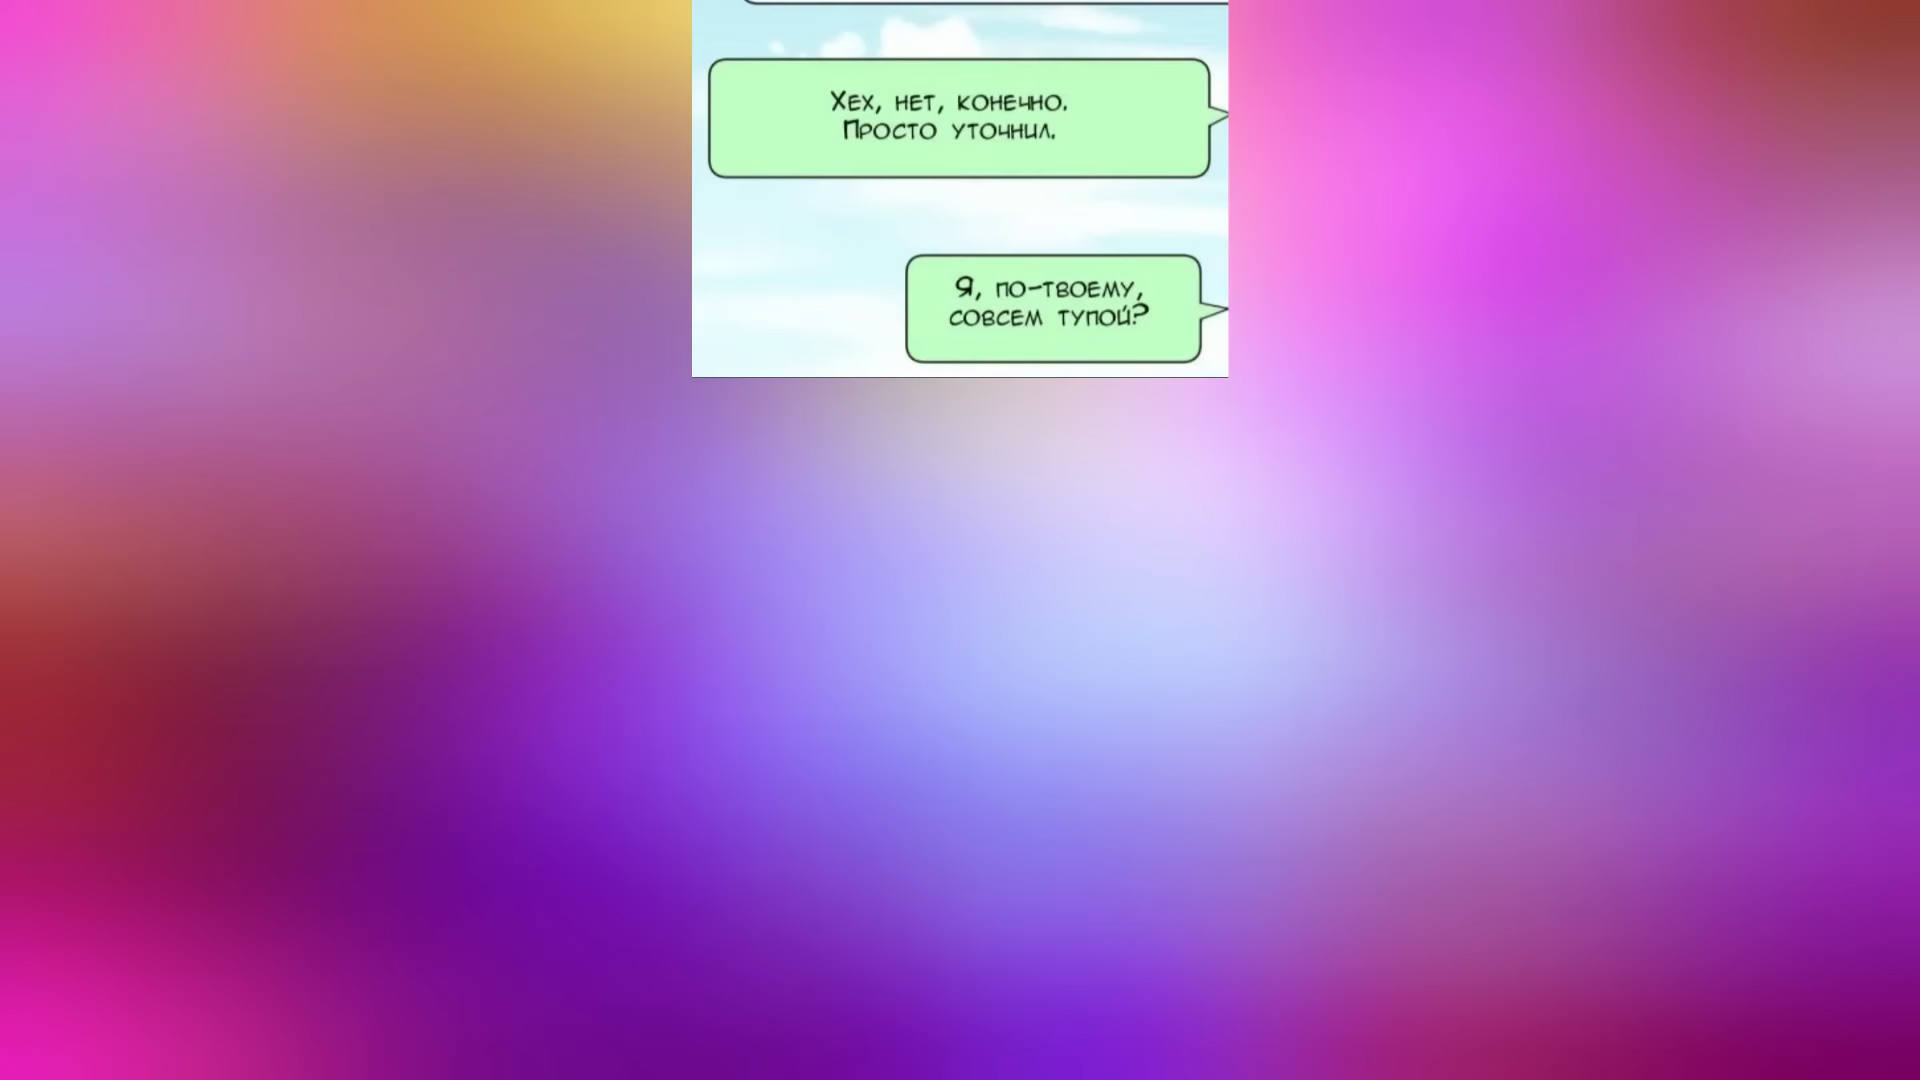 Хех, нет, конечно.
Просто уточнил.
Я, по-твоему,
совсем тупой?